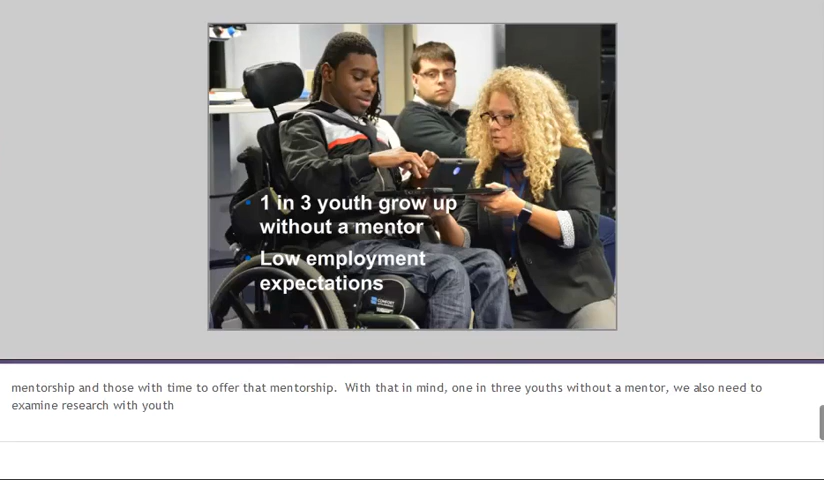 1 in 3 youth grow up
without a mentor
Low employment
expectations
mentorship and those with time to offer that mentorship.  With that in mind, one in three youths without a mentor, we also need to
examine research with youth